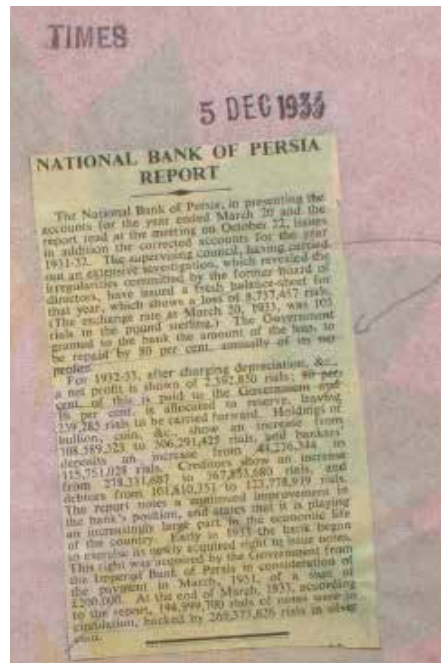 TIMES
5 DEC 1933
NATIONAL BANK OF PERSIA
REPORT
The National Bank of Persia, in presenting the
accounts for the year ended March 20 and the
report read at the meeting on October 22, issues
in addition the corrected accounts for the year
1931-32. The supervising council, having carried
out an extensive investigation, which revealed the
irregularities committed by the former board of
directors, have issued a fresh balance-sheet for
that year, which shows a loss of 8,737,457 rials.
(The exchange rate at March 20, 1933, was 105
rials to the pound sterling.) The Government
granted to the bank the amount of the loss, to
be repaid by 80 per cent. annually of its net
profits.
For 1932-33, after charging depreciation, &c.,
a net profit is shown of 2,392,850 rials; 80 per
cent. of this is paid to the Government and
10 per cent. is allocated to reserve, leaving
239,285 rials to be carried forward. Holdings of
bullion, coin, &c., show an increase from
108,589,523 to 306,291,425 rials, and bankers'
deposits an increase from 44,226,344 to
115,751,028 rials. Creditors show an increase
from 278,331,687 to 367,853,680 rials, and
debtors from 101,810,351 to 123,778,939 rials.
The report notes a continued improvement in
the bank's position, and states that it is playing
an increasingly large part in the economic life
of the country. Early in 1933 the bank began
to exercise its newly acquired right to issue notes.
This right was acquired by the Government from
the Imperial Bank of Persia in consideration of
the payment in March, 1931, of a sum of
£200,000. At the end of March, 1933, according
to the report, 194,999,700 rials of notes were in
circulation, backed by 269,373,626 rials in silver
coin.